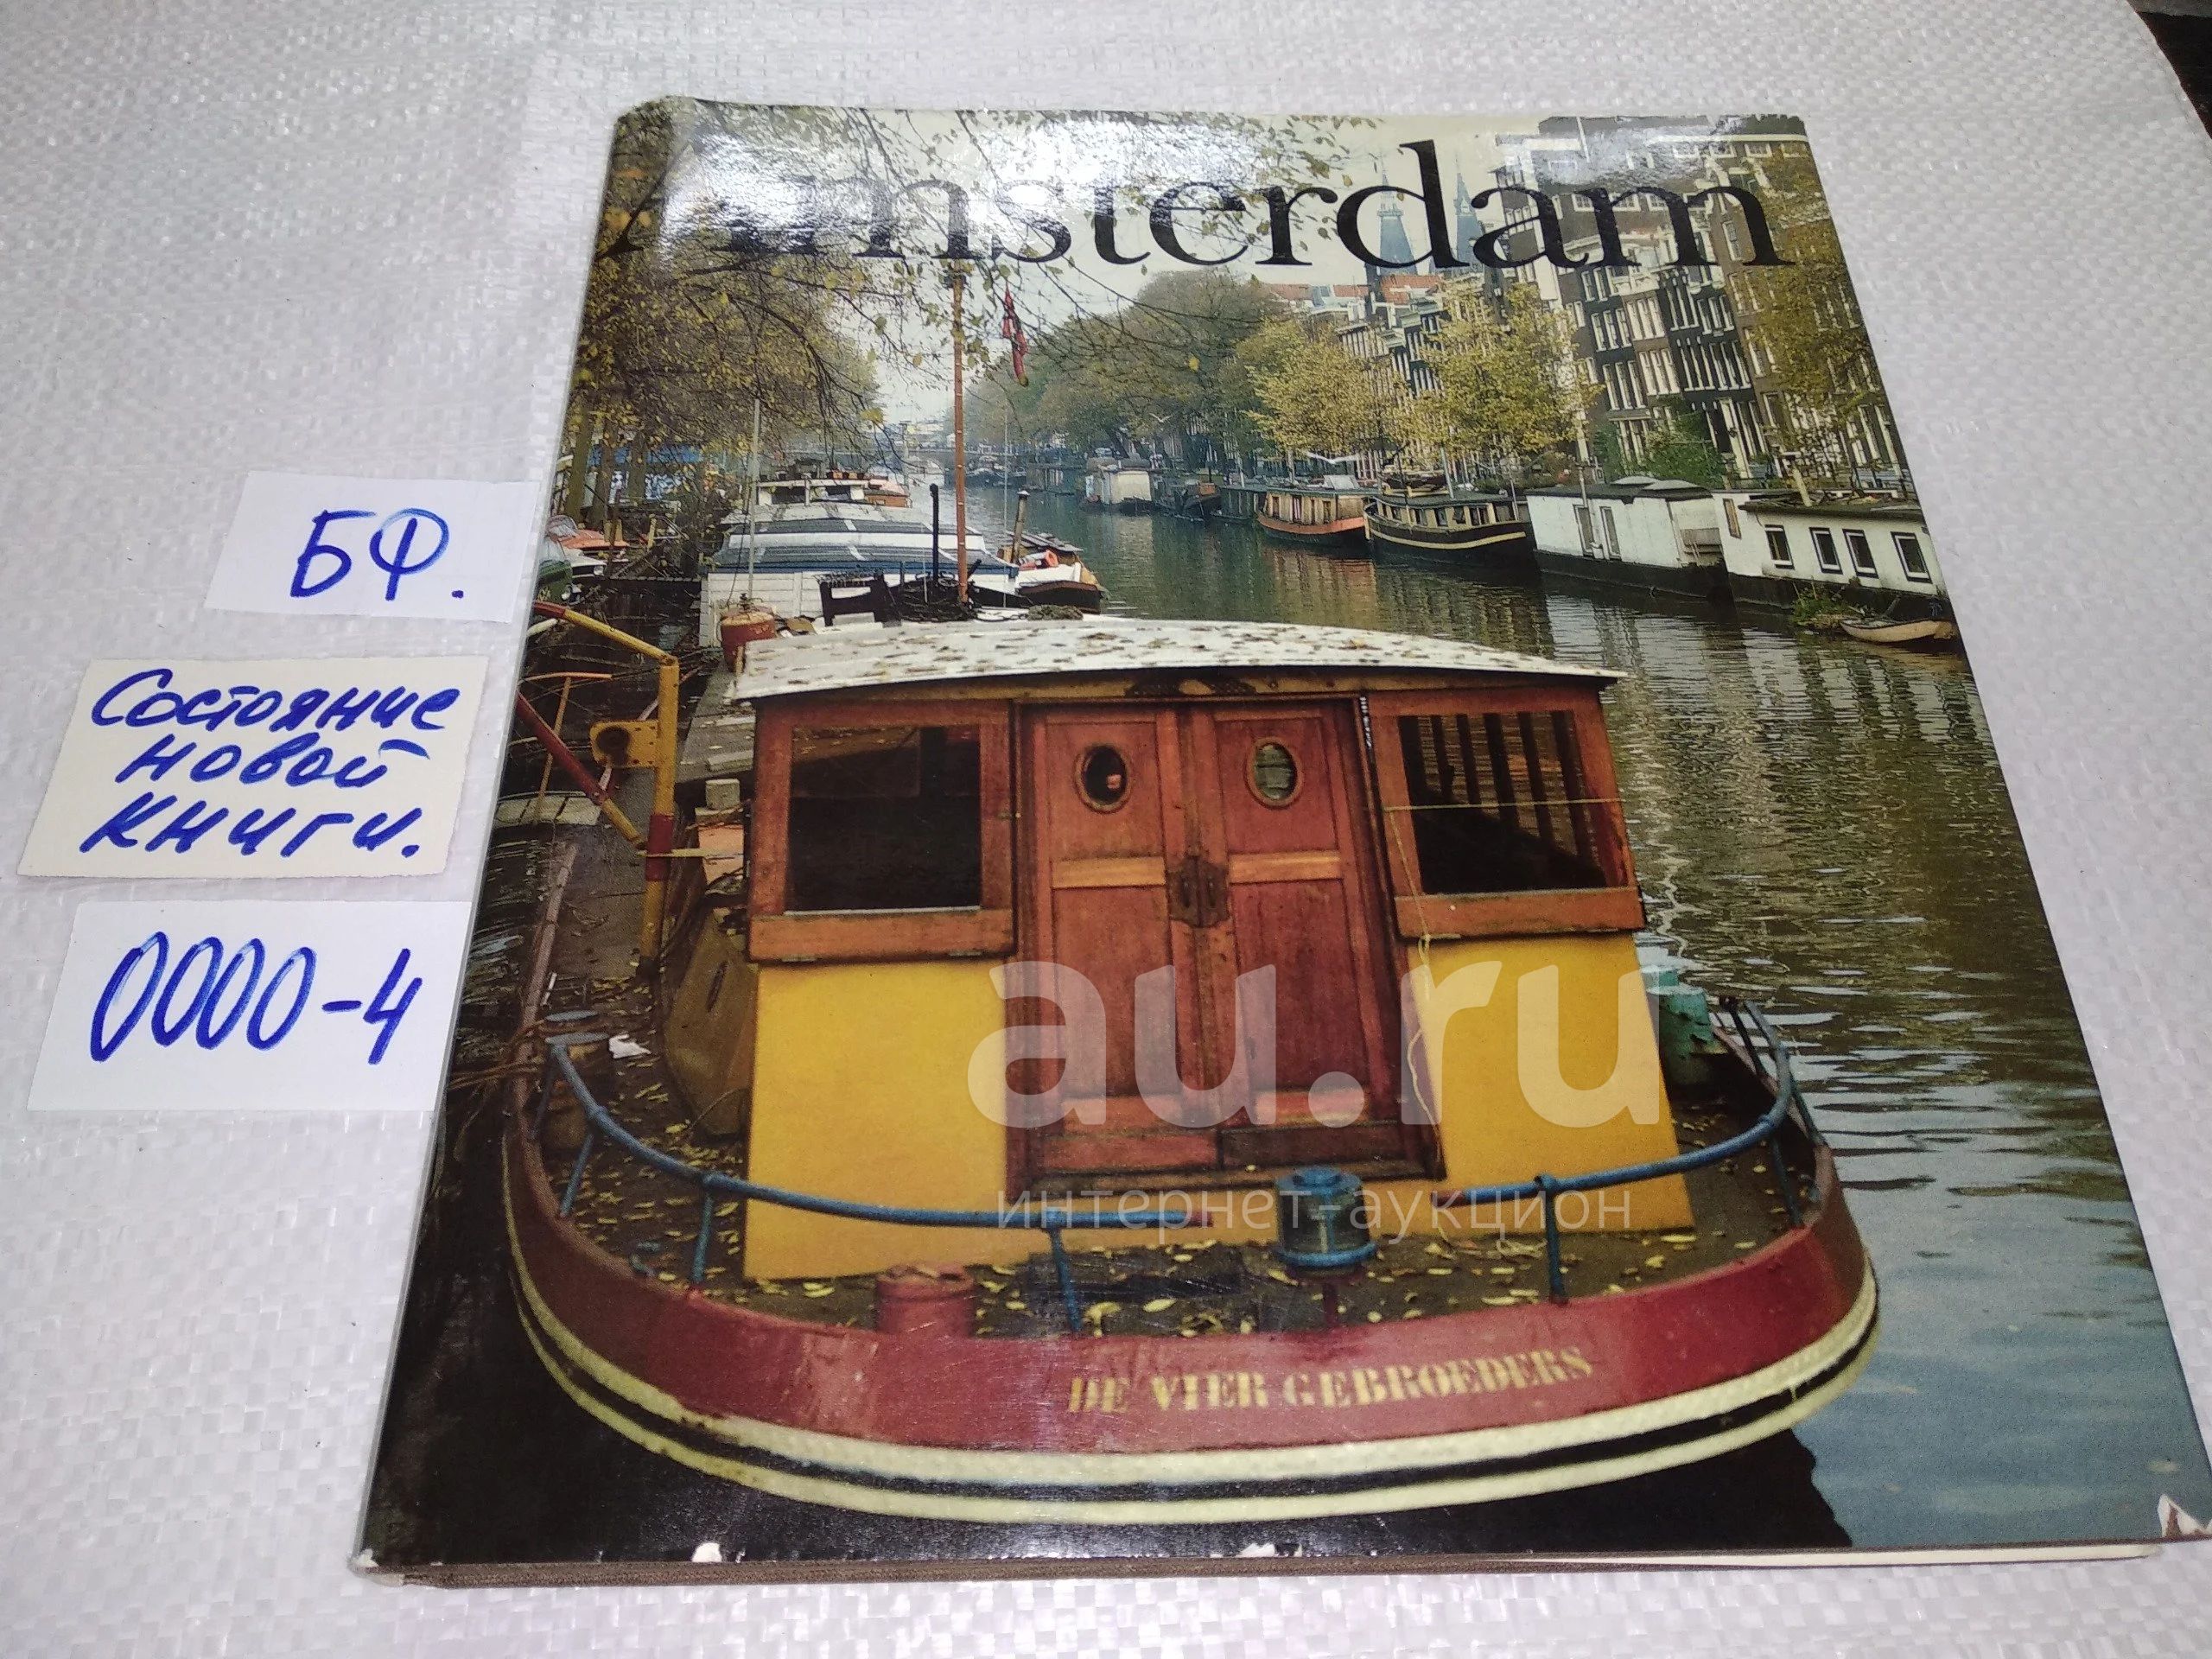 Amsterdam
БФ.
Состояние
новой
книги.
0000-4
au.ru
интернет-аукцион
DE VIER GEBROEDERS